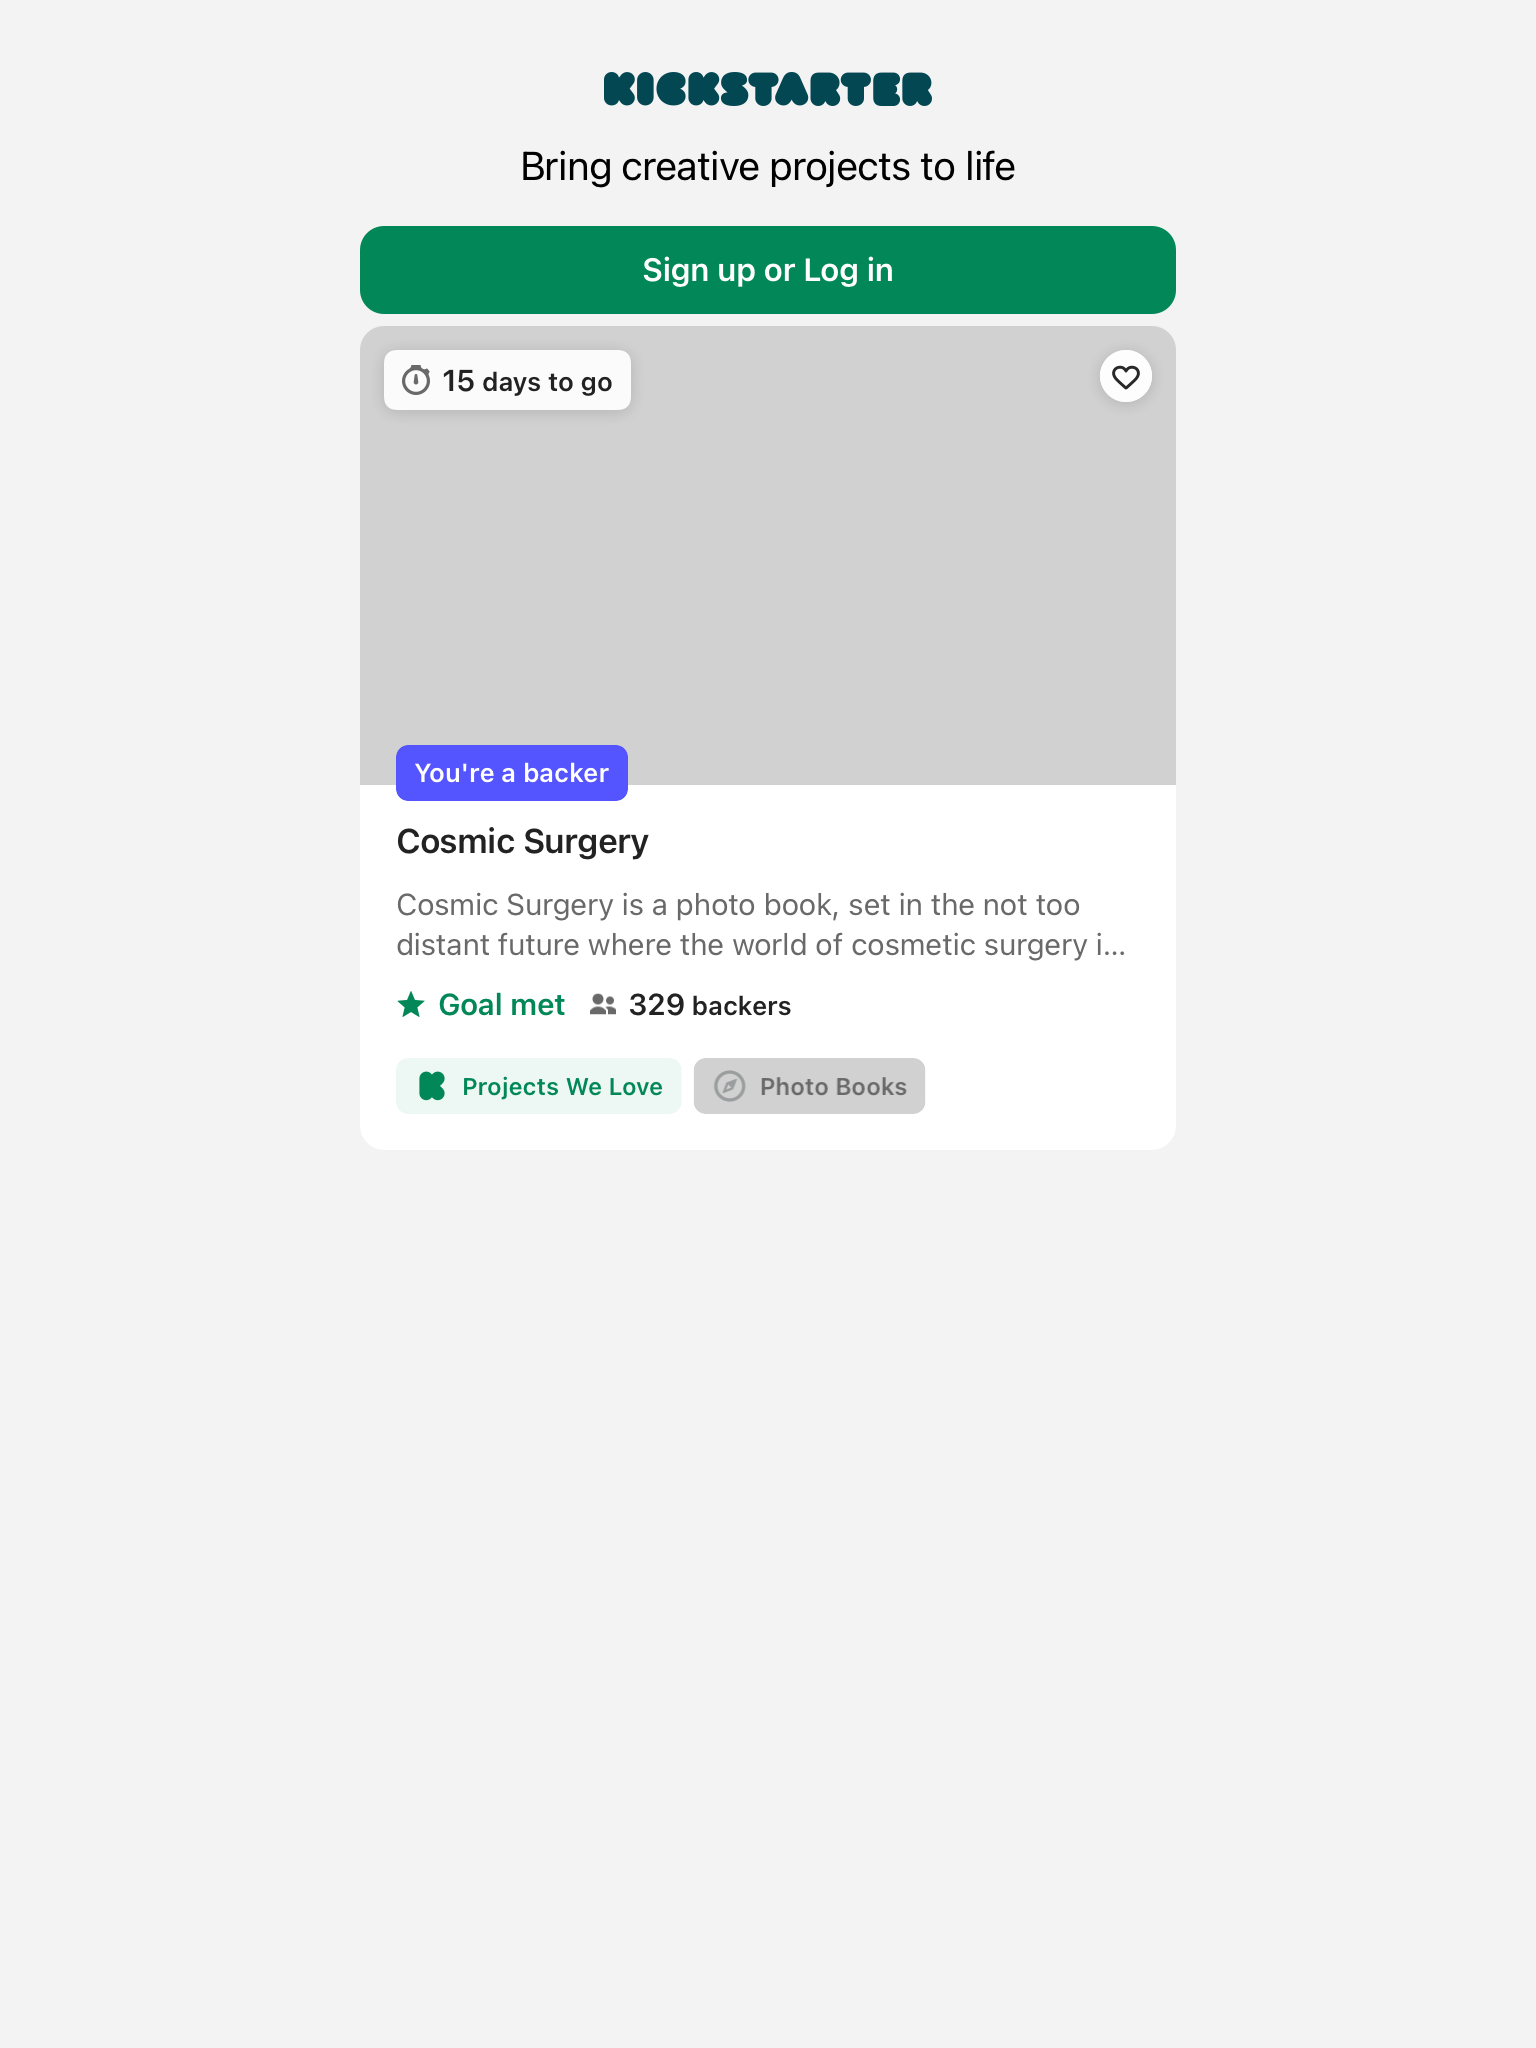 KICKSTARTER
Bring creative projects to life
Sign up or Log in
15 days to go
You're a backer
Cosmic Surgery
Cosmic Surgery is a photo book, set in the not too
distant future where the world of cosmetic surgery i...
Goal met 329 backers
Projects We Love Photo Books